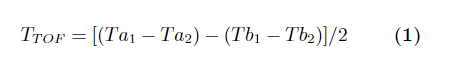 T_{TOF} = [(Ta_1 − Ta_2) − (Tb_1 − Tb_2)]/2 (1)